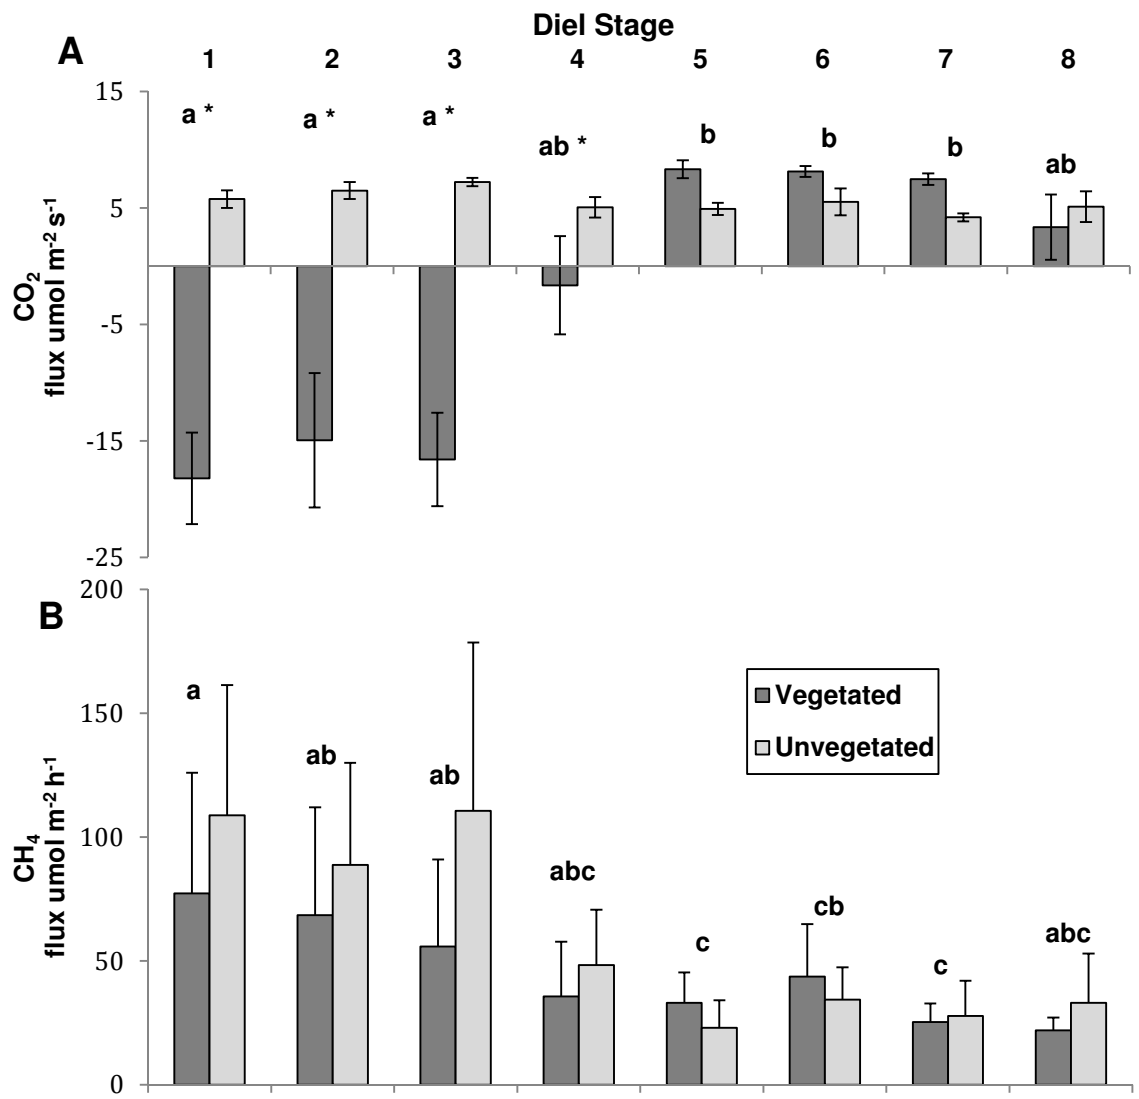 Diel Stage
A
1 2 3 4 5 6 7 8
15
a * a * a * ab * b b b ab
5
-5
-15
-25
CO2
flux umol m-2 s-1
B
200
150
100
50
0
a ab ab abc c cb c abc
CH4
flux umol m-2 h-1
Vegetated
Unvegetated